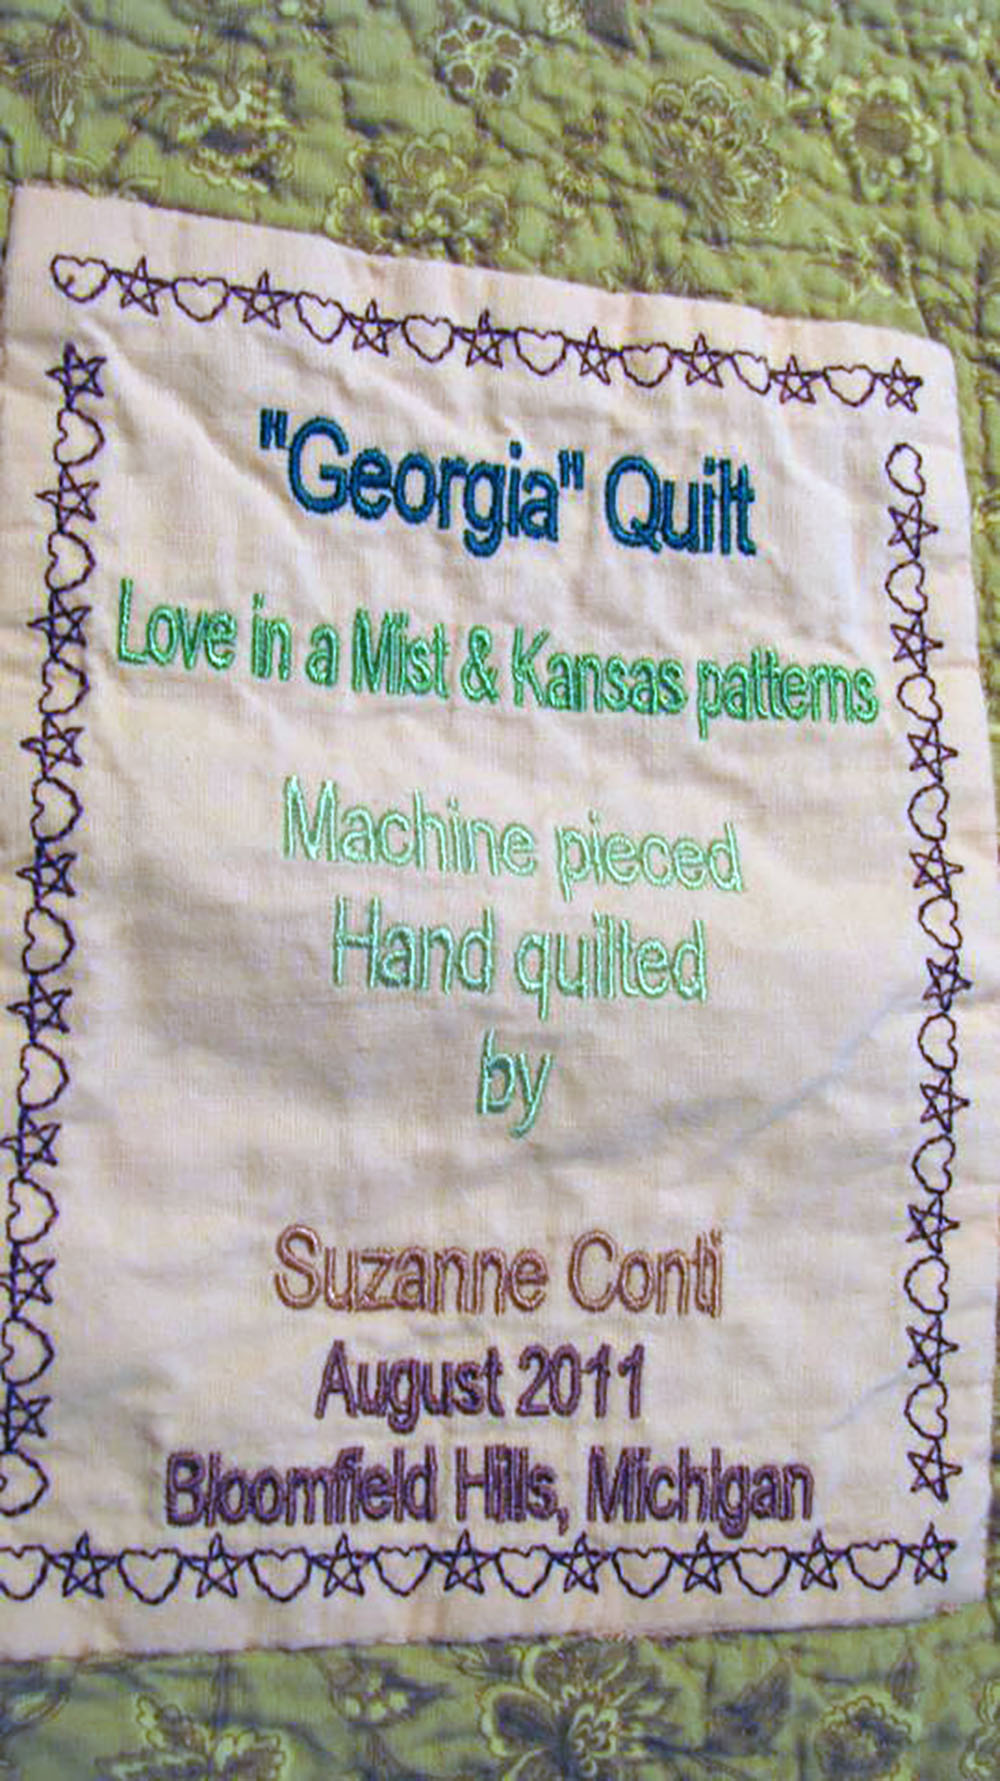 "Georgia" Quilt
Love in a Mist & Kansas patterns
Machine pieced
Hand quilted
by
Suzanne Conti
August 2011
Bloomfield Hills, Michigan